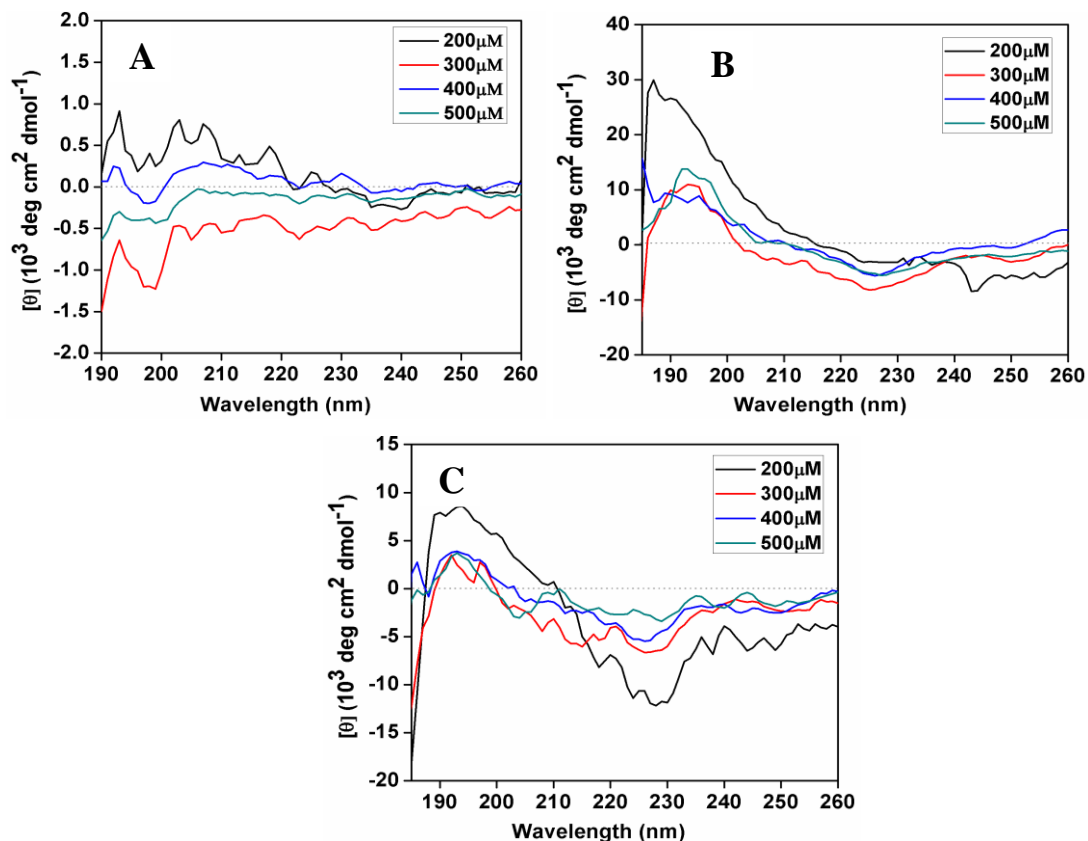 A
200μM
300μM
400μM
500μM
2.0
1.5
1.0
0.5
0.0
-0.5
-1.0
-1.5
-2.0
[θ] (10³ deg cm² dmol⁻¹)
190 200 210 220 230 240 250 260
Wavelength (nm)
B
200μM
300μM
400μM
500μM
40
30
20
10
0
-10
-20
[θ] (10³ deg cm² dmol⁻¹)
190 200 210 220 230 240 250 260
Wavelength (nm)
C
200μM
300μM
400μM
500μM
15
10
5
0
-5
-10
-15
-20
[θ] (10³ deg cm² dmol⁻¹)
190 200 210 220 230 240 250 260
Wavelength (nm)